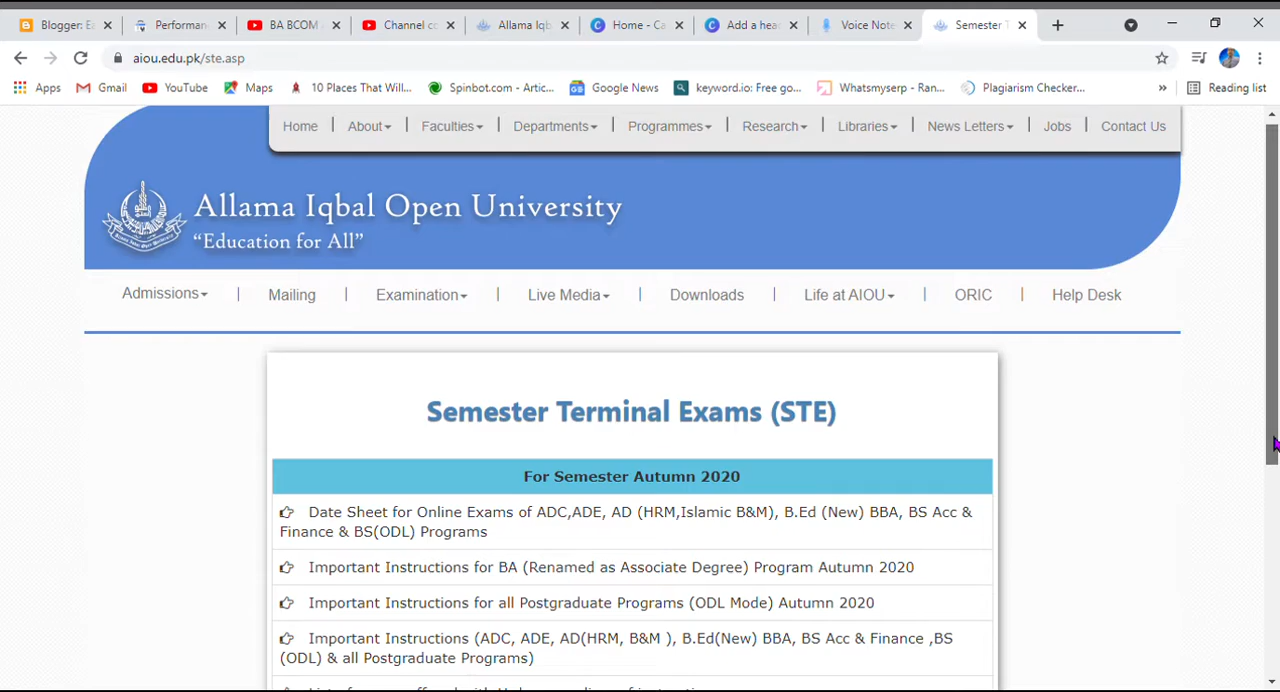 Blogger: E
Performan
BA BCOM
Channel co
Allama Iqb
Home - Ca
Add a hea
Voice Note
Semester T
aiou.edu.pk/ste.asp
Apps
Gmail
YouTube
Maps
10 Places That Will...
Spinbot.com - Artic...
Google News
keyword.io: Free go...
Whatsmyserp - Ran...
Plagiarism Checker...
»
Reading list
Home
About
Faculties
Departments
Programmes
Research
Libraries
News Letters
Jobs
Contact Us
Allama Iqbal Open University
“Education for All”
Admissions
Mailing
Examination
Live Media
Downloads
Life at AIOU
ORIC
Help Desk
Semester Terminal Exams (STE)
For Semester Autumn 2020
Date Sheet for Online Exams of ADC,ADE, AD (HRM,Islamic B&M), B.Ed (New) BBA, BS Acc &
Finance & BS(ODL) Programs
Important Instructions for BA (Renamed as Associate Degree) Program Autumn 2020
Important Instructions for all Postgraduate Programs (ODL Mode) Autumn 2020
Important Instructions (ADC, ADE, AD(HRM, B&M ), B.Ed(New) BBA, BS Acc & Finance ,BS
(ODL) & all Postgraduate Programs)